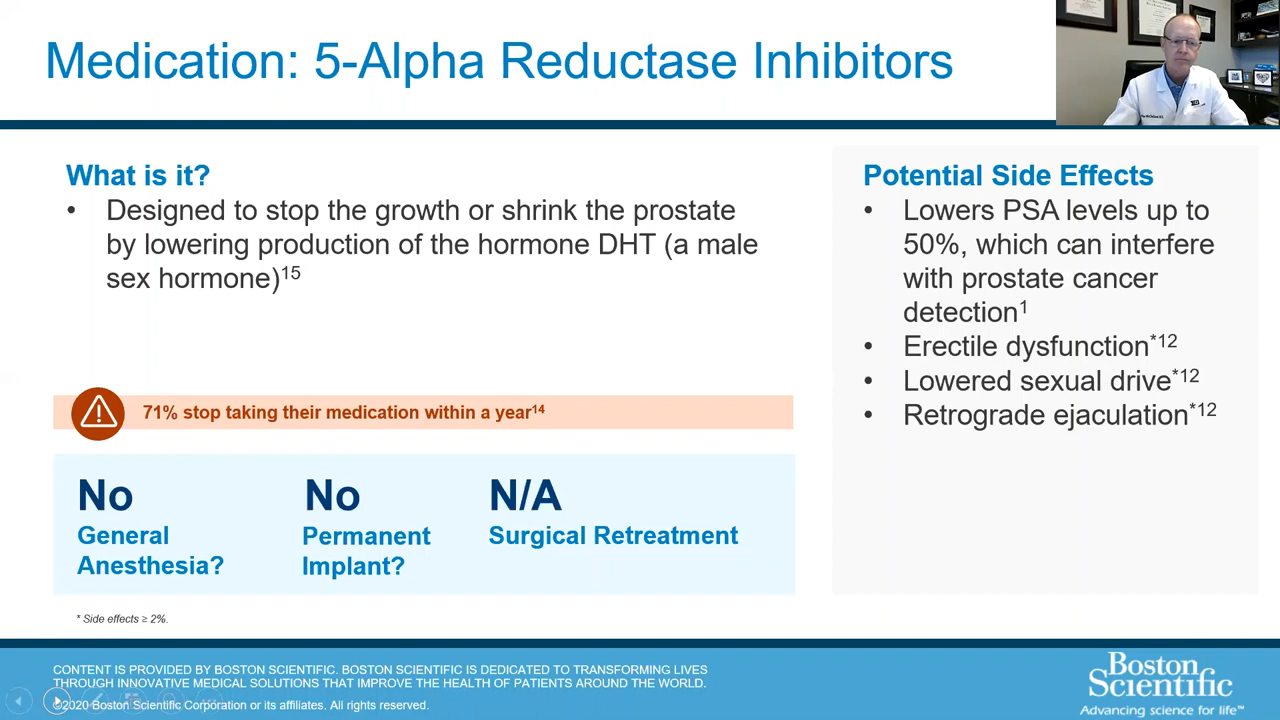 Medication: 5-Alpha Reductase Inhibitors
What is it?
• Designed to stop the growth or shrink the prostate
by lowering production of the hormone DHT (a male
sex hormone)15
71% stop taking their medication within a year14
No
General
Anesthesia?
No
Permanent
Implant?
N/A
Surgical Retreatment
* Side effects ≥ 2%.
Potential Side Effects
• Lowers PSA levels up to
50%, which can interfere
with prostate cancer
detection1
• Erectile dysfunction*12
• Lowered sexual drive*12
• Retrograde ejaculation*12
CONTENT IS PROVIDED BY BOSTON SCIENTIFIC. BOSTON SCIENTIFIC IS DEDICATED TO TRANSFORMING LIVES
THROUGH INNOVATIVE MEDICAL SOLUTIONS THAT IMPROVE THE HEALTH OF PATIENTS AROUND THE WORLD.
©2020 Boston Scientific Corporation or its affiliates. All rights reserved.
Boston
Scientific
Advancing science for life™